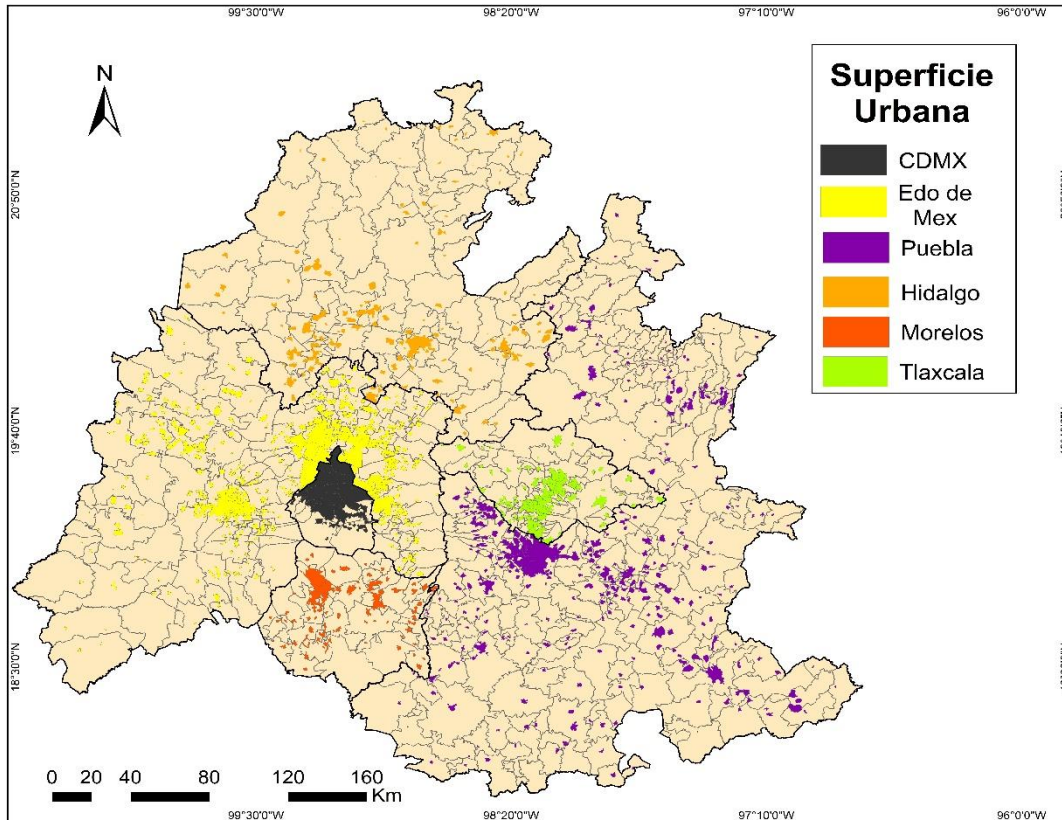 99°30'0"W 98°20'0"W 97°10'0"W 96°0'0"W
N
20°50'0"N
19°40'0"N
18°30'0"N
Superficie
Urbana
CDMX
Edo de
Mex
Puebla
Hidalgo
Morelos
Tlaxcala
0 20 40 80 120 160
Km
99°30'0"W 98°20'0"W 97°10'0"W 96°0'0"W